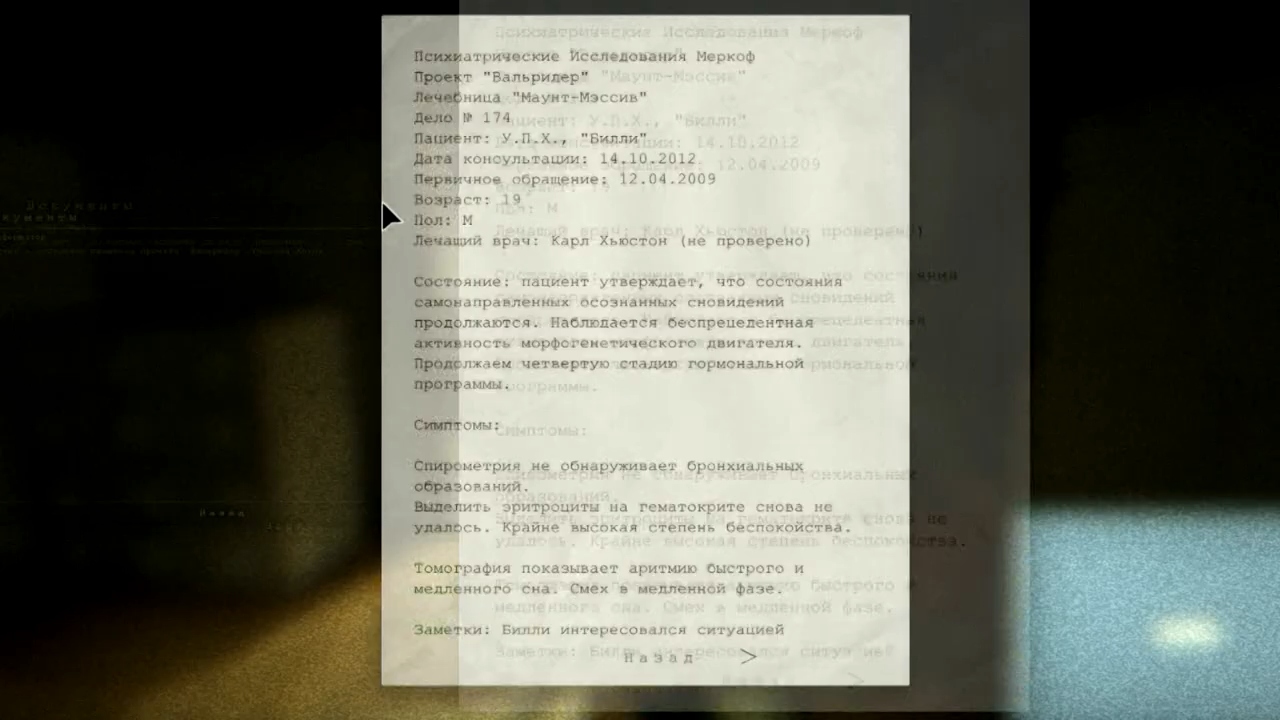 Психиатрические Исследования Меркоф
Проект "Вальридер"
Лечебница "Маунт-Мэссив"
Дело № 174
Пациент: У.П.Х., "Билли"
Дата консультации: 14.10.2012
Первичное обращение: 12.04.2009
Возраст: 19
Пол: М
Лечащий врач: Карл Хьюстон (не проверено)
Состояние: пациент утверждает, что состояния
самонаправленных осознанных сновидений
продолжаются. Наблюдается беспрецедентная
активность морфогенетического двигателя.
Продолжаем четвертую стадию гормональной
программы.
Симптомы:
Спирометрия не обнаруживает бронхиальных
образований.
Выделить эритроциты на гематокрите снова не
удалось. Крайне высокая степень беспокойства.
Томография показывает аритмию быстрого и
медленного сна. Смех в медленной фазе.
Заметки: Билли интересовался ситуацией
Назад >